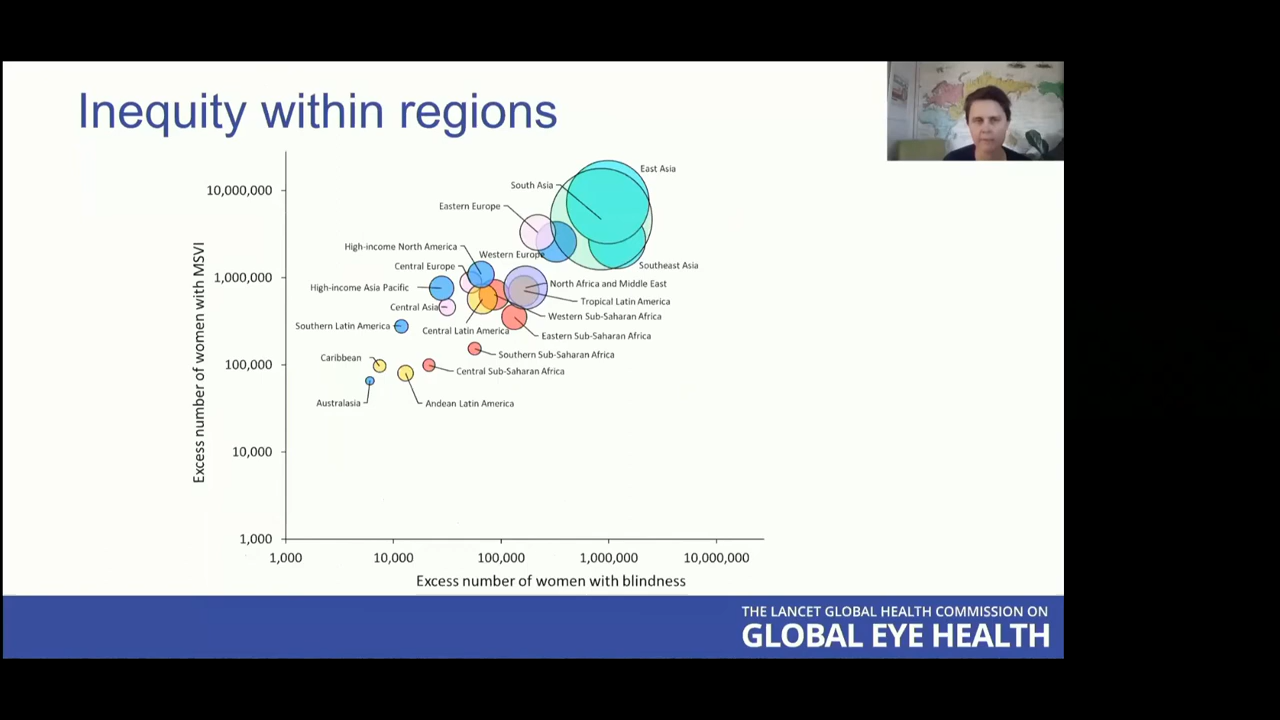 Inequity within regions
10,000,000
1,000,000
100,000
10,000
1,000
Excess number of women with MSVI
East Asia
South Asia
Eastern Europe
High-income North America
Western Europe
Central Europe
Southeast Asia
High-income Asia Pacific
North Africa and Middle East
Tropical Latin America
Central Asia
Western Sub-Saharan Africa
Southern Latin America
Central Latin America
Eastern Sub-Saharan Africa
Southern Sub-Saharan Africa
Caribbean
Central Sub-Saharan Africa
Australasia
Andean Latin America
1,000
10,000
100,000
1,000,000
10,000,000
Excess number of women with blindness
THE LANCET GLOBAL HEALTH COMMISSION ON
GLOBAL EYE HEALTH